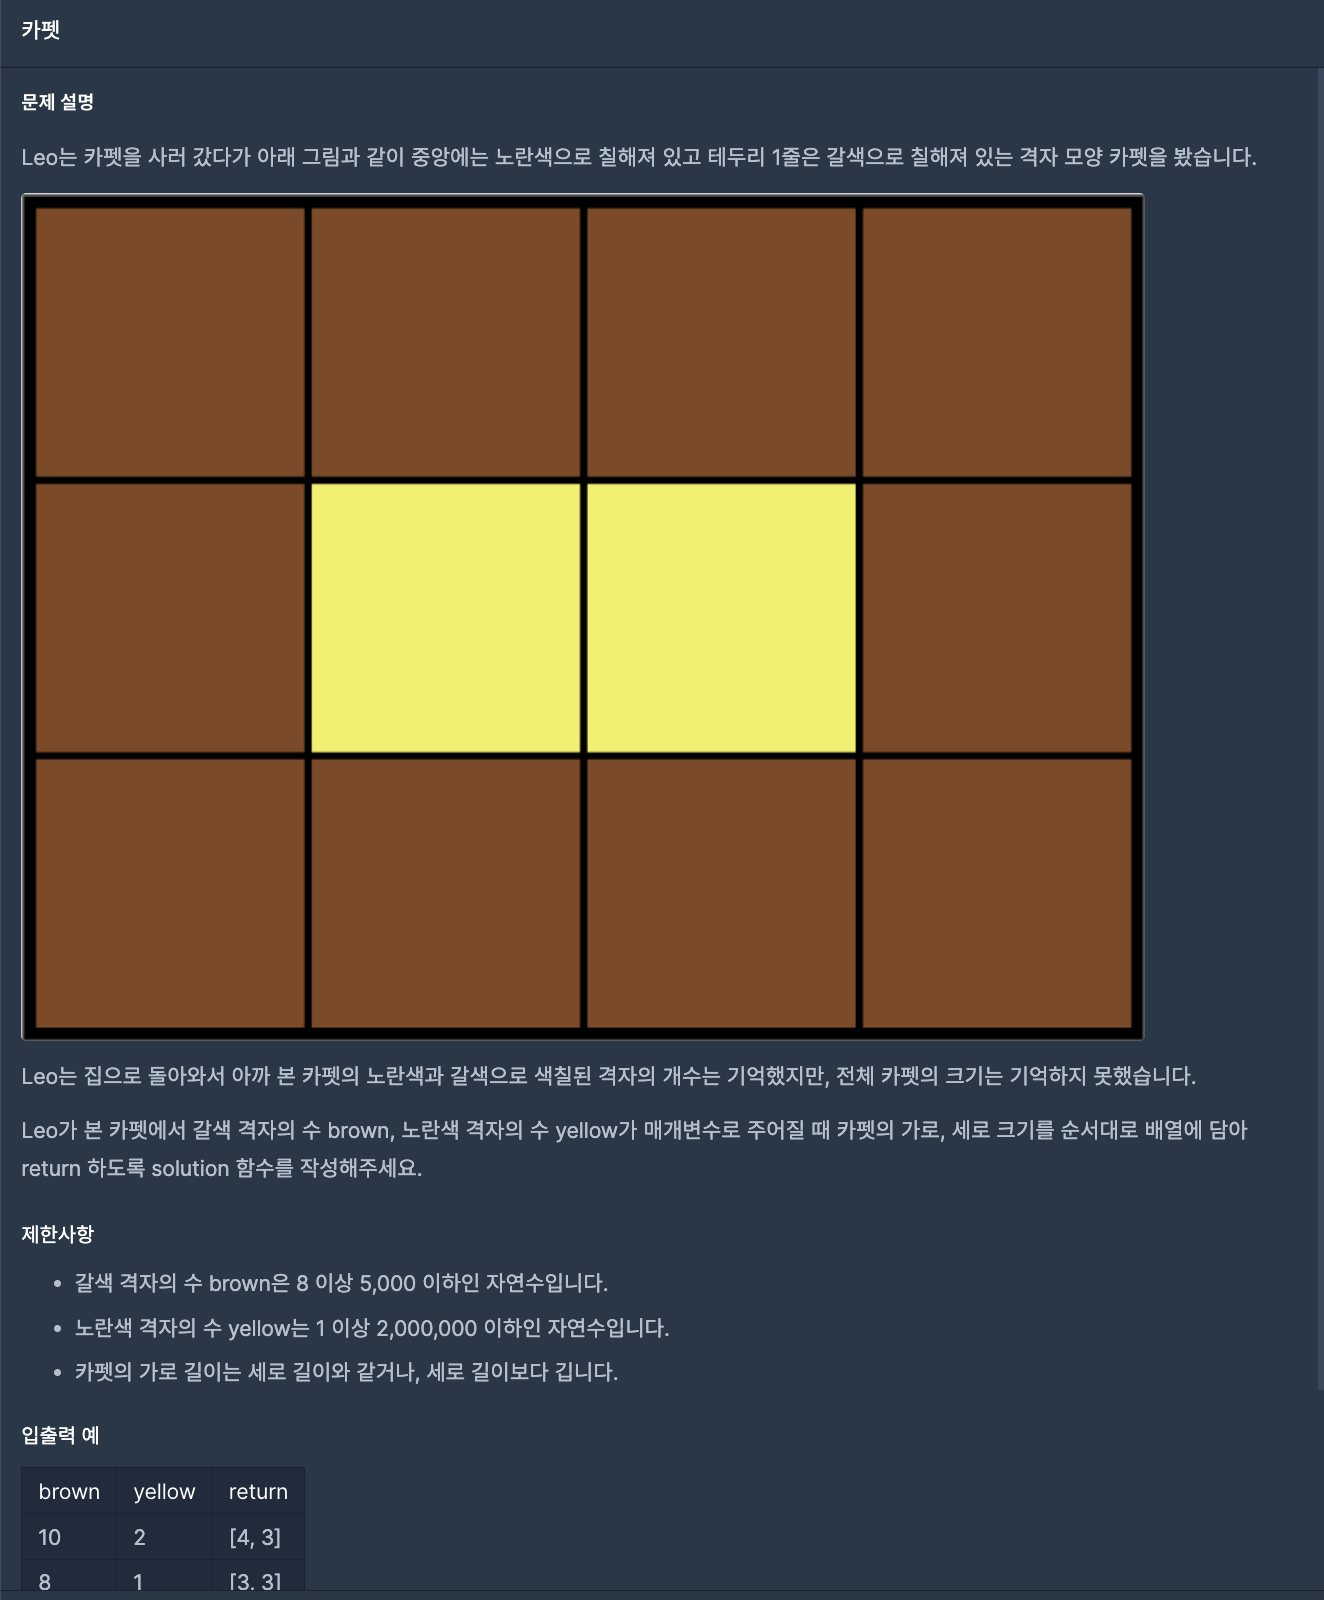 카펫
문제 설명
Leo는 카펫을 사러 갔다가 아래 그림과 같이 중앙에는 노란색으로 칠해져 있고 테두리 1줄은 갈색으로 칠해져 있는 격자 모양 카펫을 봤습니다.
Leo는 집으로 돌아와서 아까 본 카펫의 노란색과 갈색으로 색칠된 격자의 개수는 기억했지만, 전체 카펫의 크기는 기억하지 못했습니다.
Leo가 본 카펫에서 갈색 격자의 수 brown, 노란색 격자의 수 yellow가 매개변수로 주어질 때 카펫의 가로, 세로 크기를 순서대로 배열에 담아
return 하도록 solution 함수를 작성해주세요.
제한사항
• 갈색 격자의 수 brown은 8 이상 5,000 이하인 자연수입니다.
• 노란색 격자의 수 yellow는 1 이상 2,000,000 이하인 자연수입니다.
• 카펫의 가로 길이는 세로 길이와 같거나, 세로 길이보다 깁니다.
입출력 예
brown yellow return
10 2 [4, 3]
8 1 [3, 3]